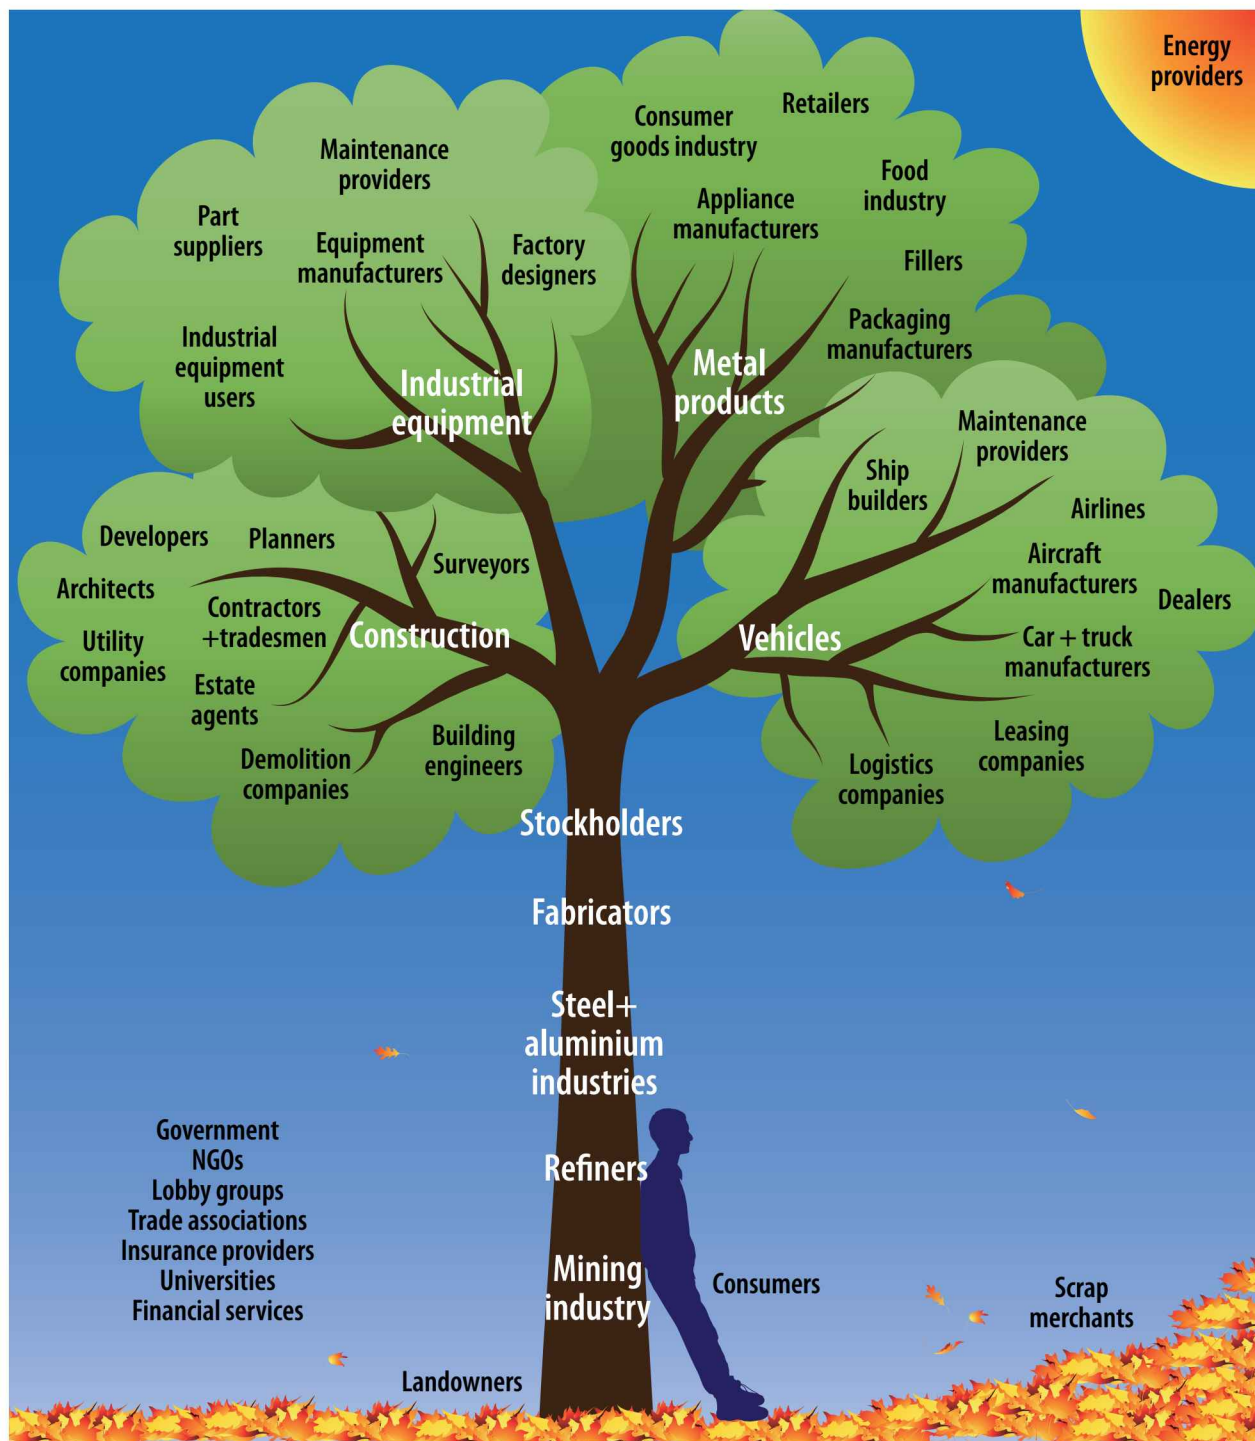 Energy
providers
Consumer
goods industry
Retailers
Maintenance
providers
Food
industry
Part
suppliers
Equipment
manufacturers
Factory
designers
Appliance
manufacturers
Fillers
Industrial
equipment
users
Industrial
equipment
Metal
products
Packaging
manufacturers
Maintenance
providers
Ship
builders
Airlines
Aircraft
manufacturers
Dealers
Vehicles
Car + truck
manufacturers
Leasing
companies
Logistics
companies
Developers
Planners
Surveyors
Architects
Contractors
+tradesmen
Construction
Utility
companies
Estate
agents
Building
engineers
Demolition
companies
Stockholders
Fabricators
Steel+
aluminium
industries
Refiners
Mining
industry
Government
NGOs
Lobby groups
Trade associations
Insurance providers
Universities
Financial services
Consumers
Scrap
merchants
Landowners